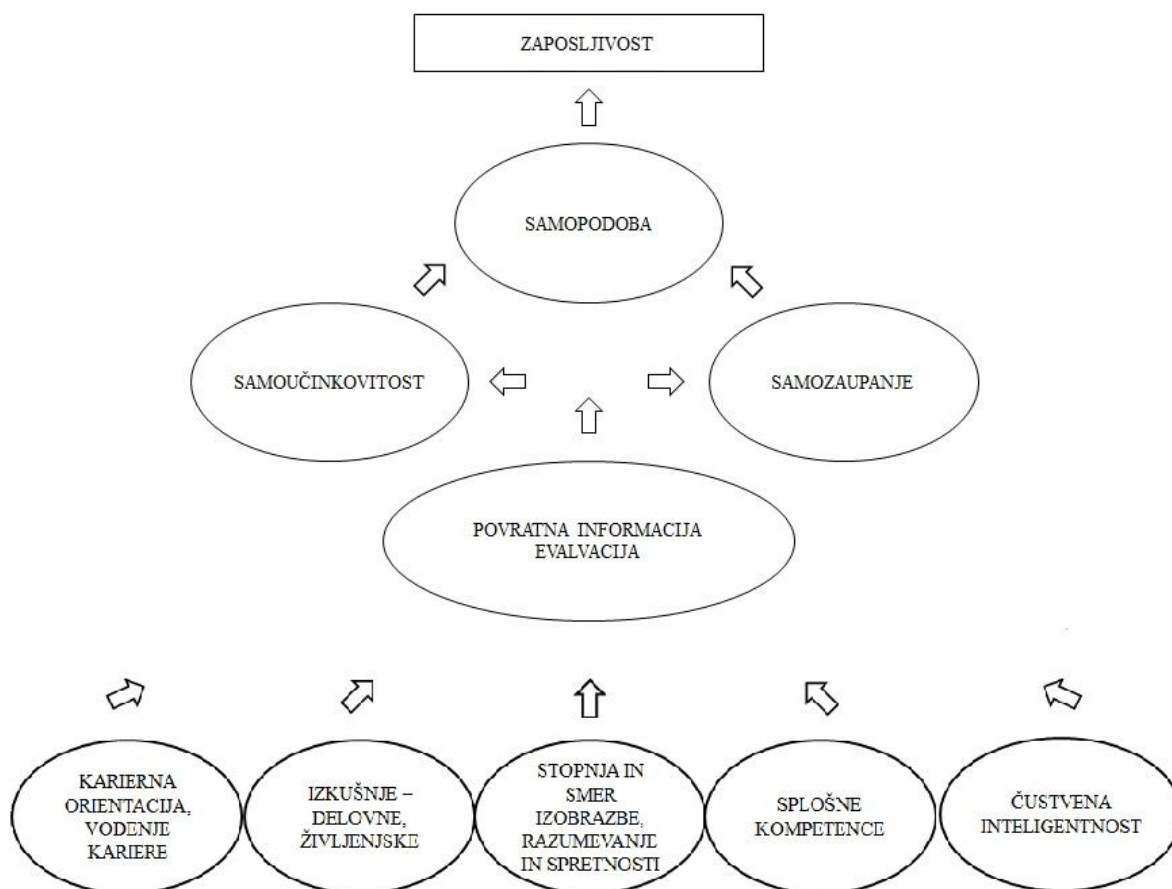 ZAPOSLJIVOST
SAMOPODOBA
SAMOUČINKOVITOST
SAMOZAUPANJE
POVRATNA INFORMACIJA
EVALVACIJA
KARIERNA
ORIENTACIJA,
VODENJE
KARIERE
IZKUŠNJE –
DELOVNE,
ŽIVLJENJSKE
STOPNJA IN
SMER
IZOBRAZBE,
RAZUMEVANJE
IN SPRETNOSTI
SPLOŠNE
KOMPETENCE
ČUSTVENA
INTELIGENTNOST